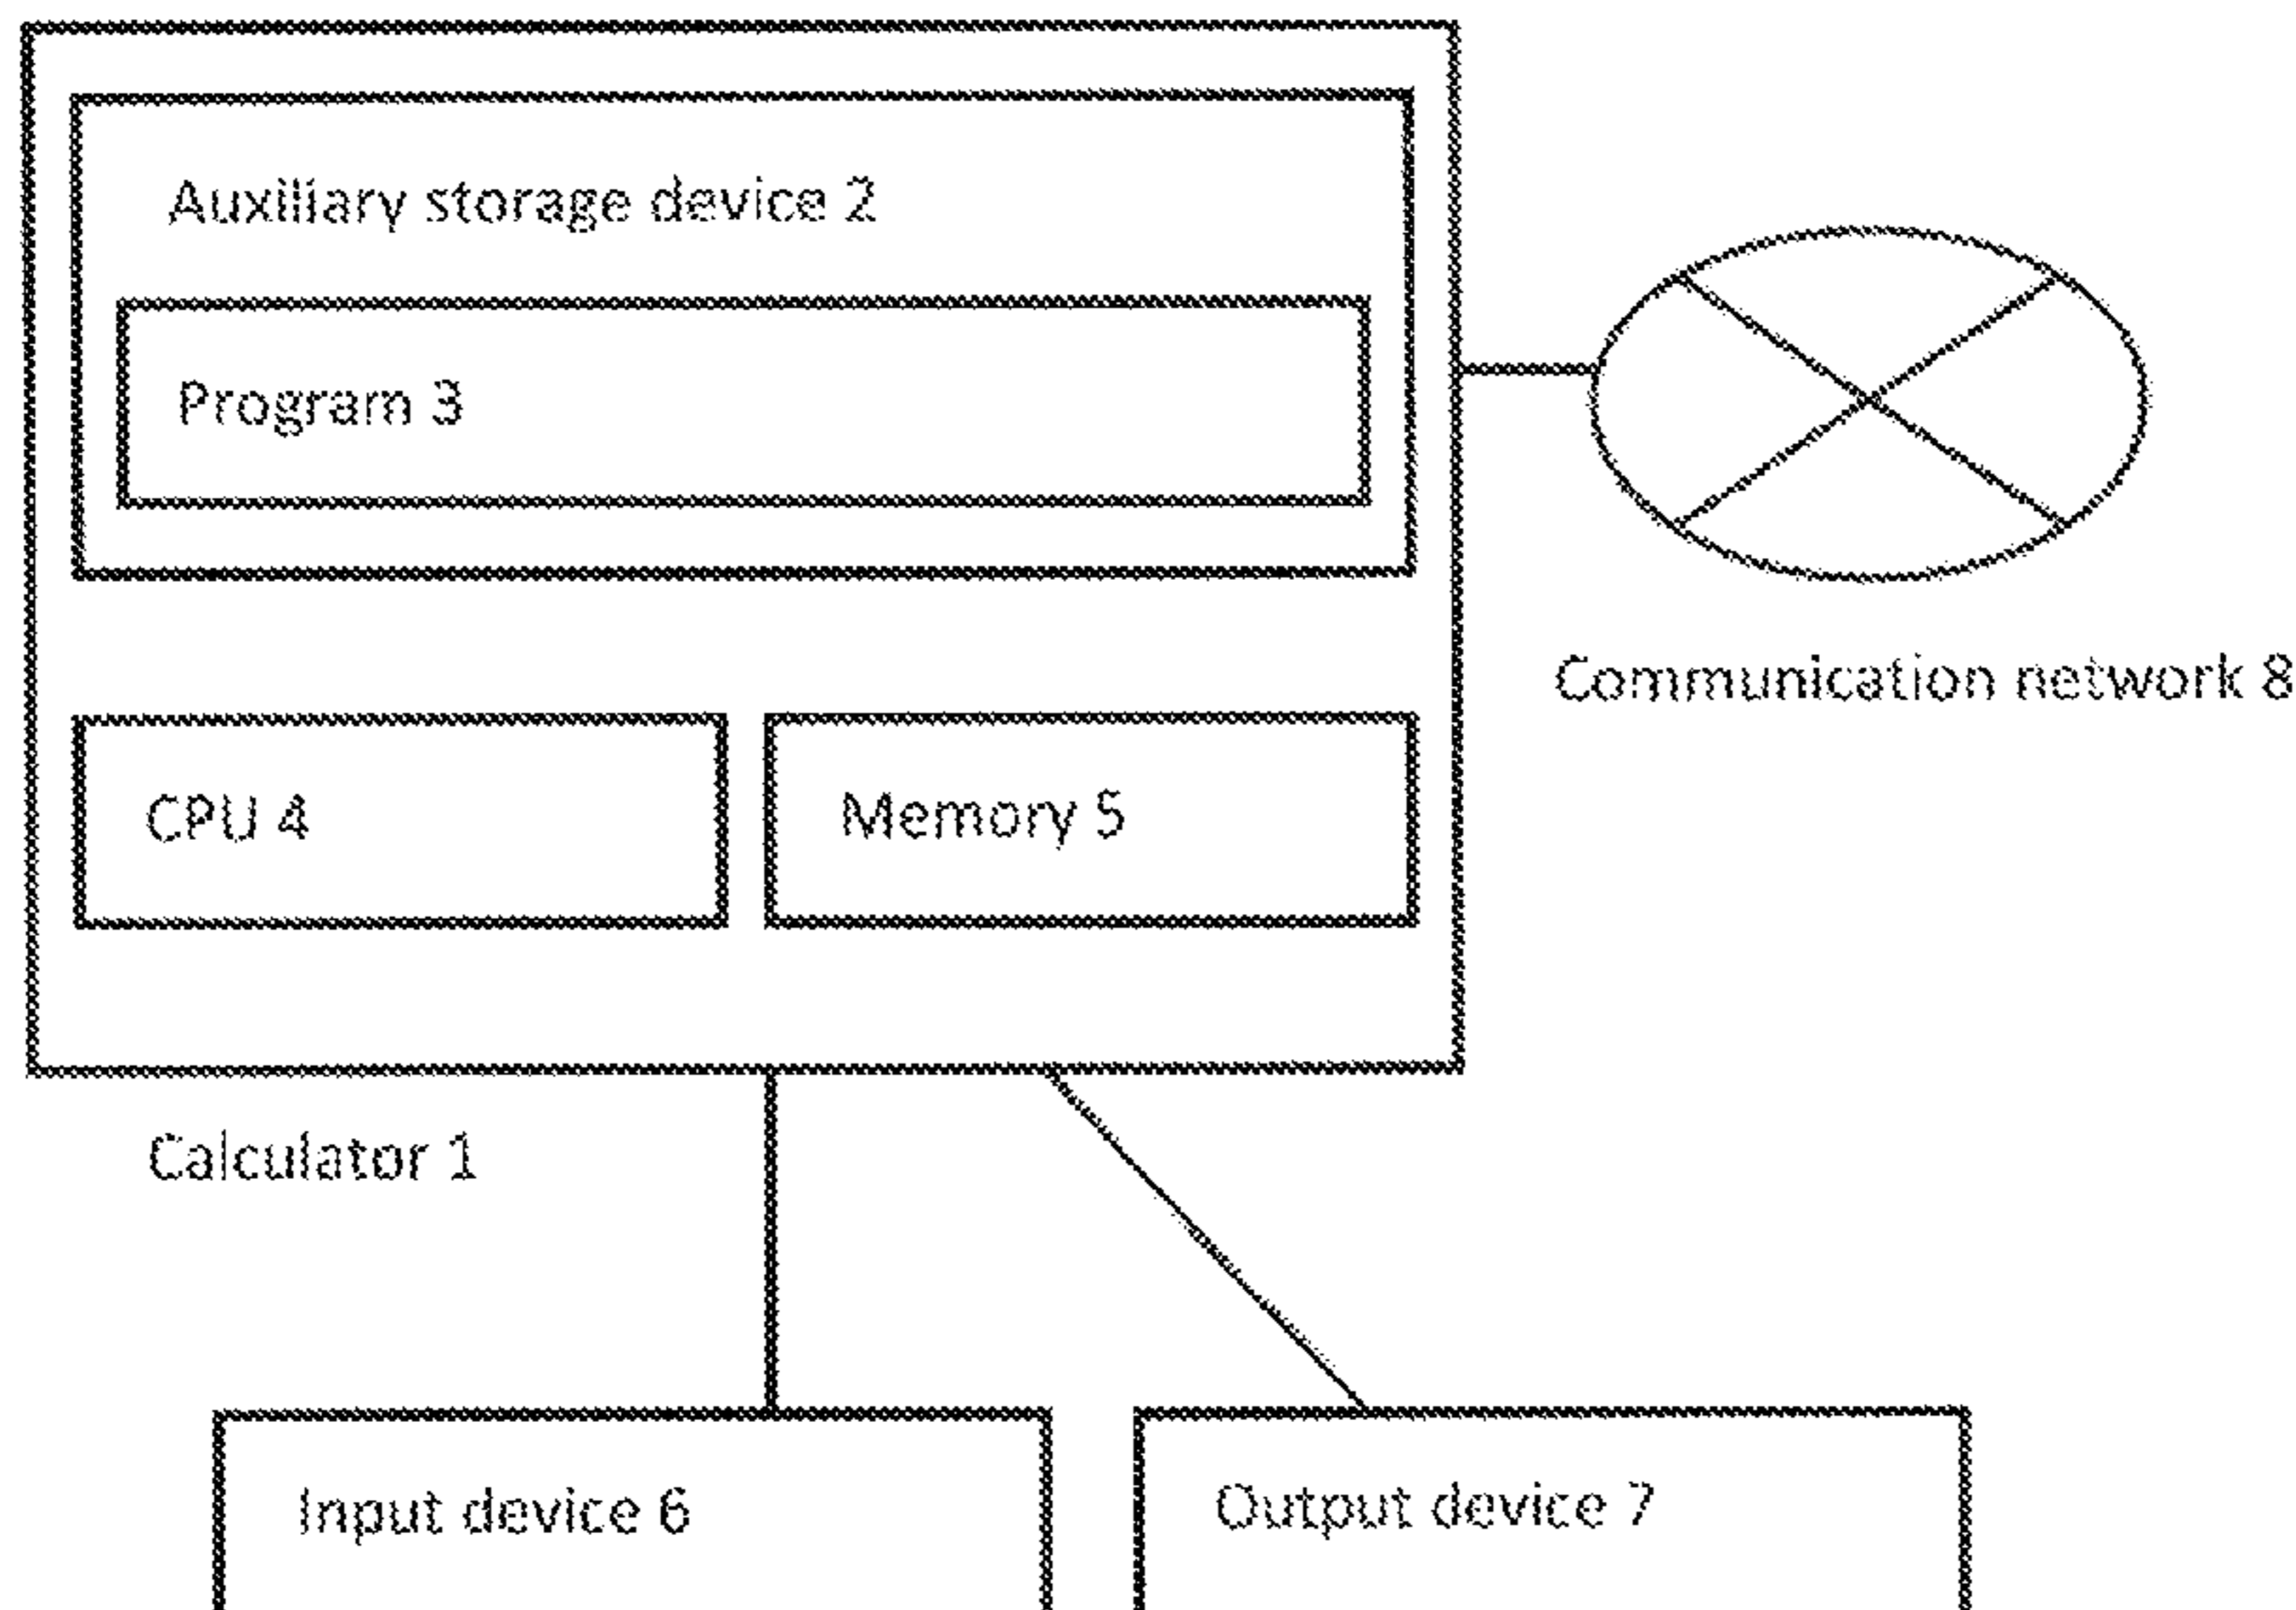 Auxiliary storage device 2
Program 3
Communication network 8
CPU 4
Memory 5
Calculator 1
Input device 6
Output device 7